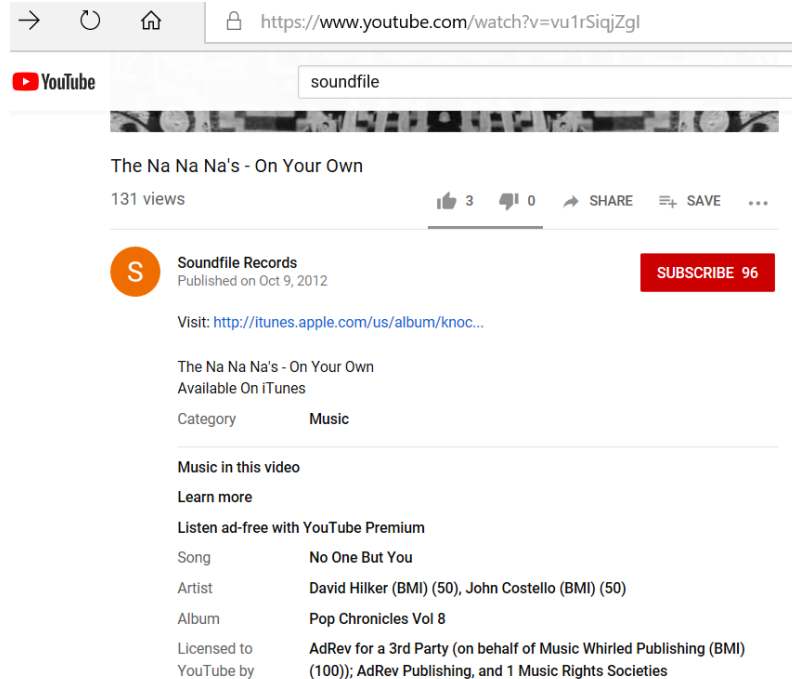 https://www.youtube.com/watch?v=vu1rSiqjZgI
YouTube
soundfile
The Na Na Na's - On Your Own
131 views
3 0 SHARE SAVE
S
Soundfile Records
Published on Oct 9, 2012
SUBSCRIBE 96
Visit: http://itunes.apple.com/us/album/knoc...
The Na Na Na's - On Your Own
Available On iTunes
Category Music
Music in this video
Learn more
Listen ad-free with YouTube Premium
Song No One But You
Artist David Hilker (BMI) (50), John Costello (BMI) (50)
Album Pop Chronicles Vol 8
Licensed to AdRev for a 3rd Party (on behalf of Music Whirled Publishing (BMI)
YouTube by (100)); AdRev Publishing, and 1 Music Rights Societies